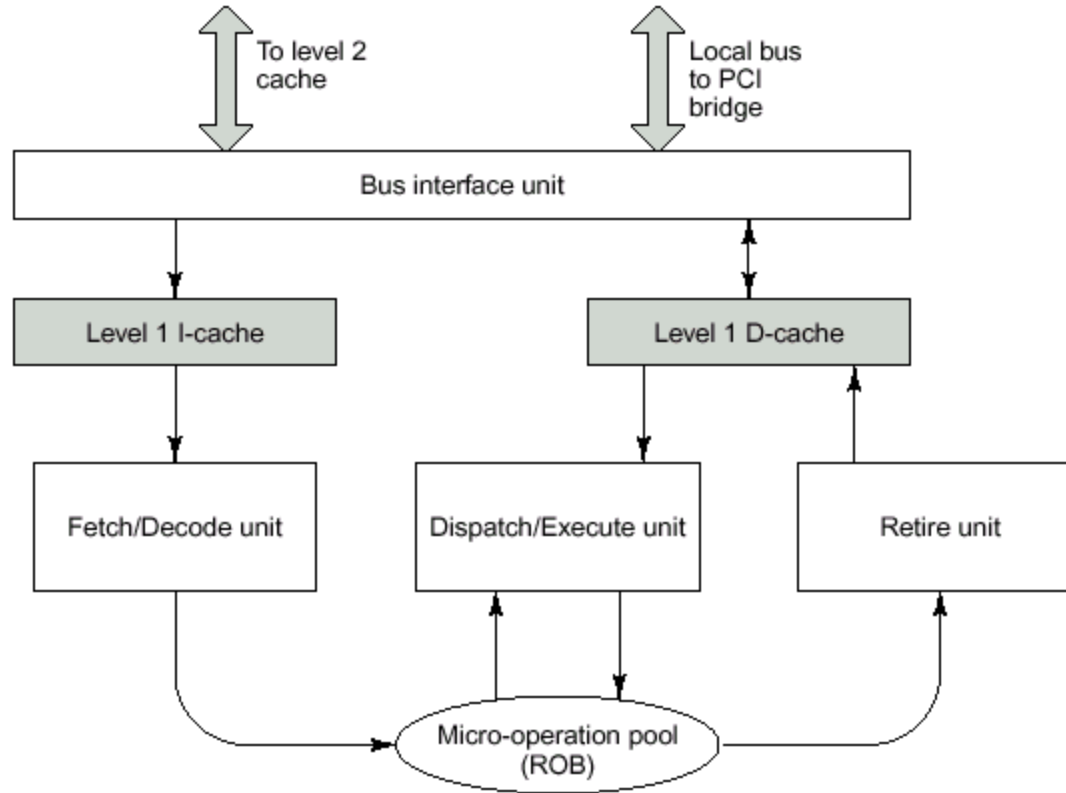 To level 2
cache
Local bus
to PCI
bridge
Bus interface unit
Level 1 I-cache
Level 1 D-cache
Fetch/Decode unit
Dispatch/Execute unit
Retire unit
Micro-operation pool
(ROB)